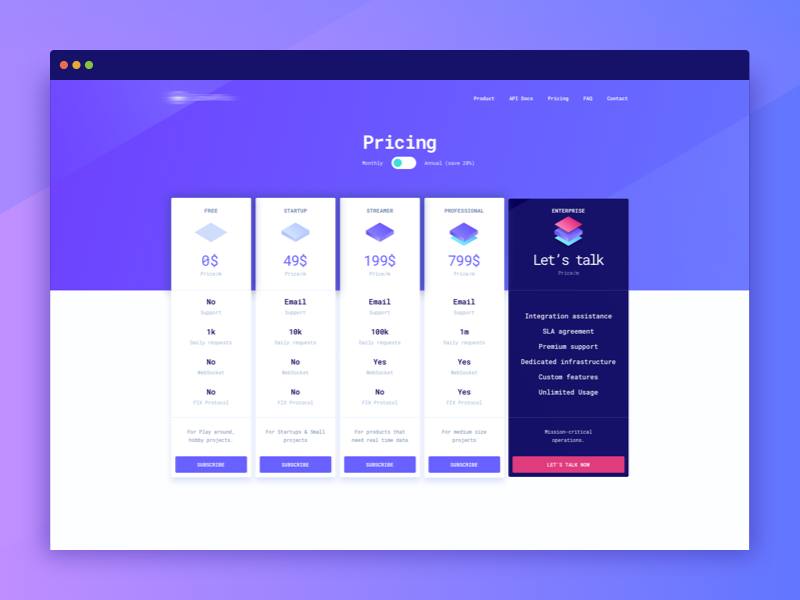 Product API Docs Pricing FAQ Contact
Pricing
Monthly Annual (save 20%)
FREE
0$
Price/m
No
Support
1k
Daily requests
No
WebSocket
No
FIX Protocol
For Play around,
hobby projects.
SUBSCRIBE
STARTUP
49$
Price/m
Email
Support
10k
Daily requests
No
WebSocket
No
FIX Protocol
For Startups & Small
projects
SUBSCRIBE
STREAMER
199$
Price/m
Email
Support
100k
Daily requests
Yes
WebSocket
No
FIX Protocol
For products that
need real time data
SUBSCRIBE
PROFESSIONAL
799$
Price/m
Email
Support
1m
Daily requests
Yes
WebSocket
Yes
FIX Protocol
For medium size
projects
SUBSCRIBE
ENTERPRISE
Let's talk
Price/m
Integration assistance
SLA agreement
Premium support
Dedicated infrastructure
Custom features
Unlimited Usage
Mission-critical
operations.
LET'S TALK NOW